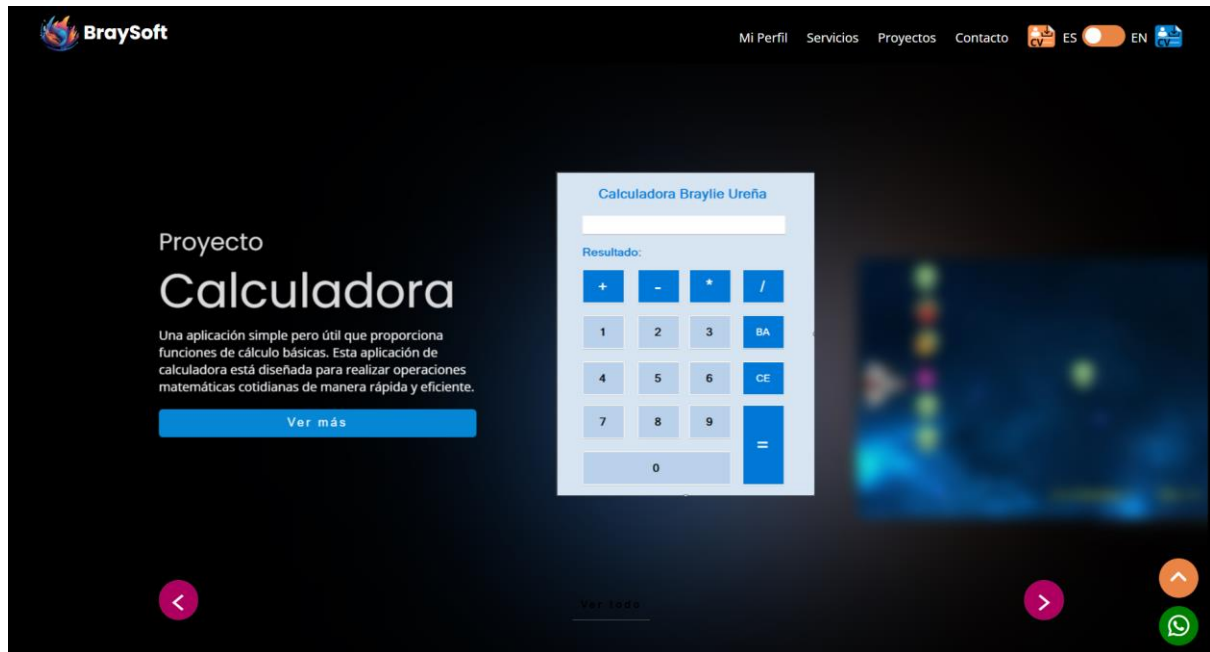 BraySoft
Mi Perfil Servicios Proyectos Contacto CV ES EN CV
Proyecto
Calculadora
Una aplicación simple pero útil que proporciona
funciones de cálculo básicas. Esta aplicación de
calculadora está diseñada para realizar operaciones
matemáticas cotidianas de manera rápida y eficiente.
Ver más
Calculadora Braylie Ureña
Resultado:
+ - * /
1 2 3 BA
4 5 6 CE
7 8 9
=
0
Ver todo